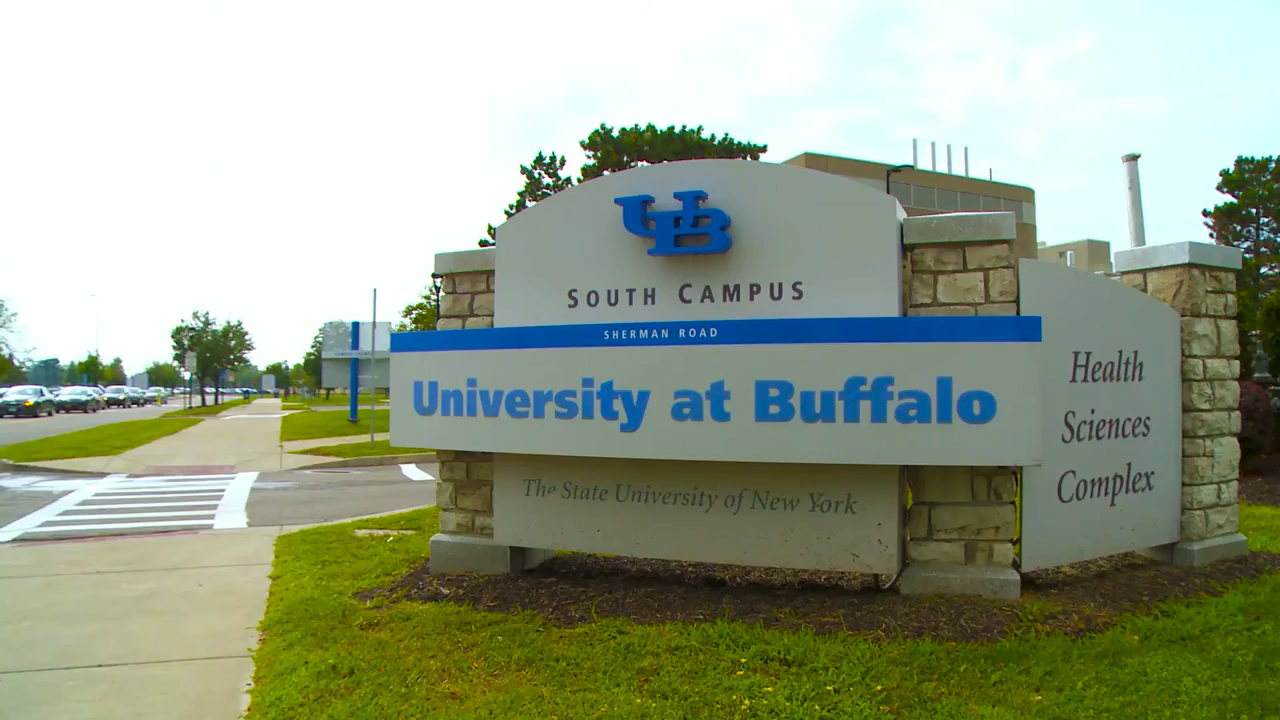 UB
SOUTH CAMPUS
SHERMAN ROAD
University at Buffalo
The State University of New York
Health
Sciences
Complex